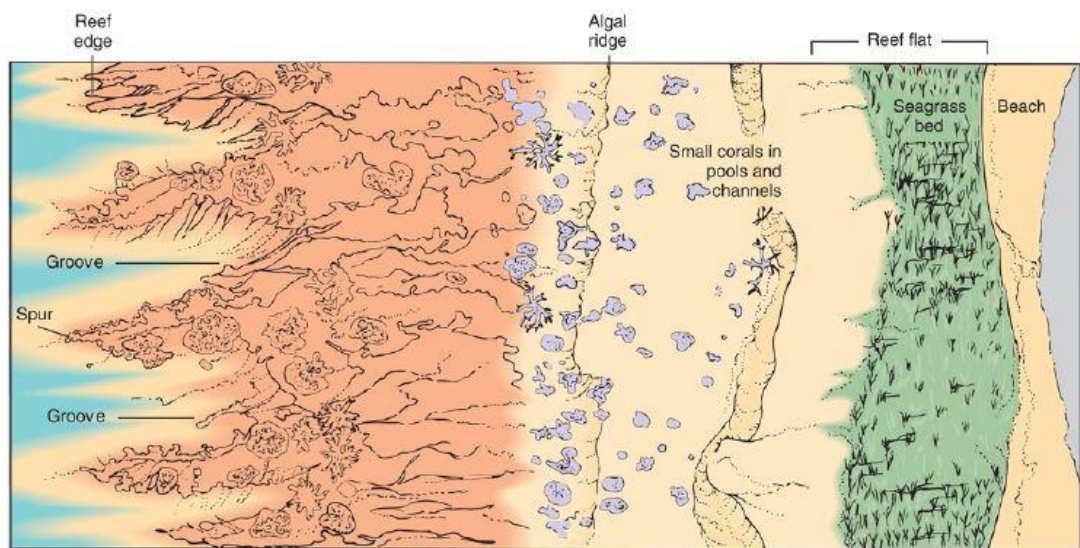 Reef
edge
Algal
ridge
Reef flat
Seagrass
bed
Beach
Small corals in
pools and
channels
Groove
Spur
Groove